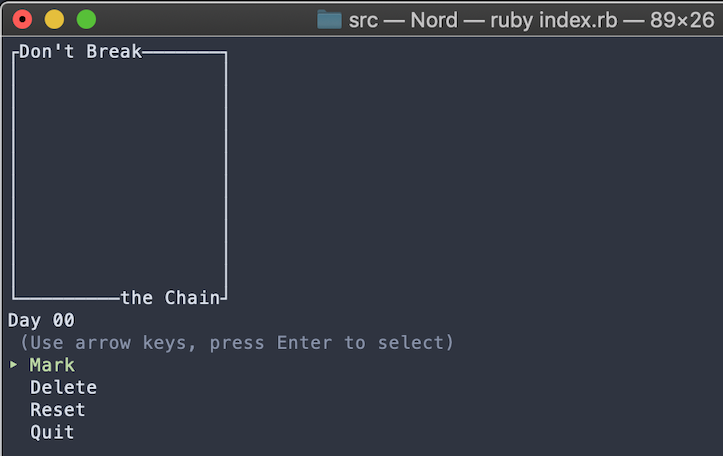 src — Nord — ruby index.rb — 89×26
Don't Break
the Chain
Day 00
(Use arrow keys, press Enter to select)
‣ Mark
Delete
Reset
Quit